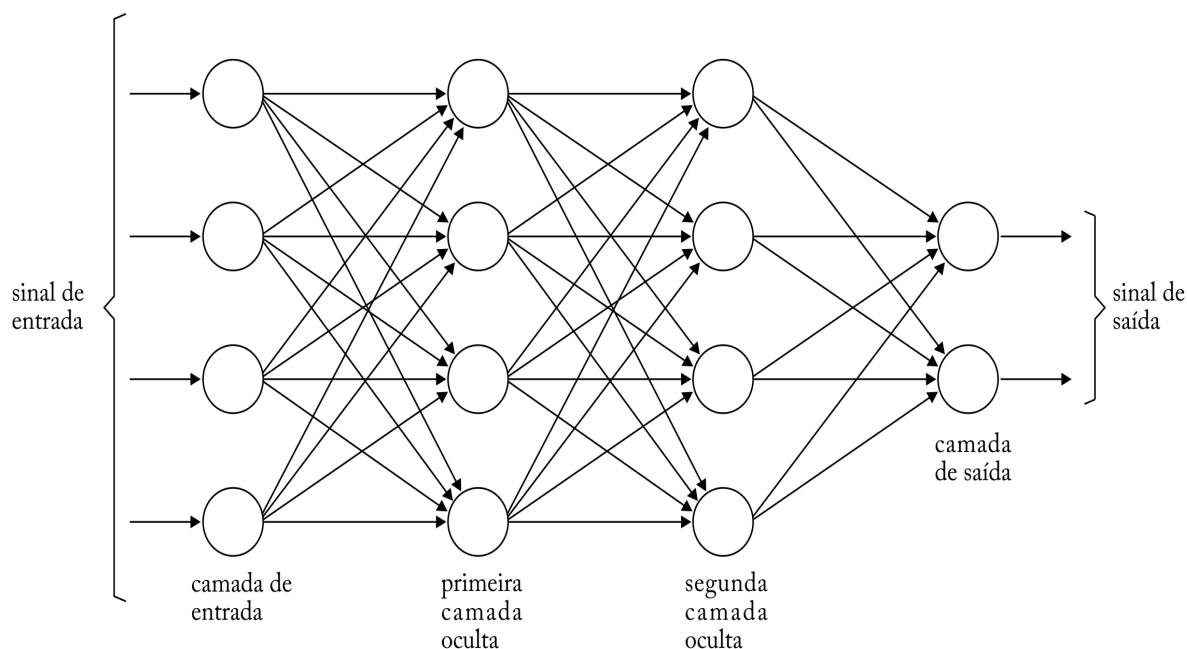 sinal de
entrada
camada de
entrada
primeira
camada
oculta
segunda
camada
oculta
camada
de saída
sinal de
saída